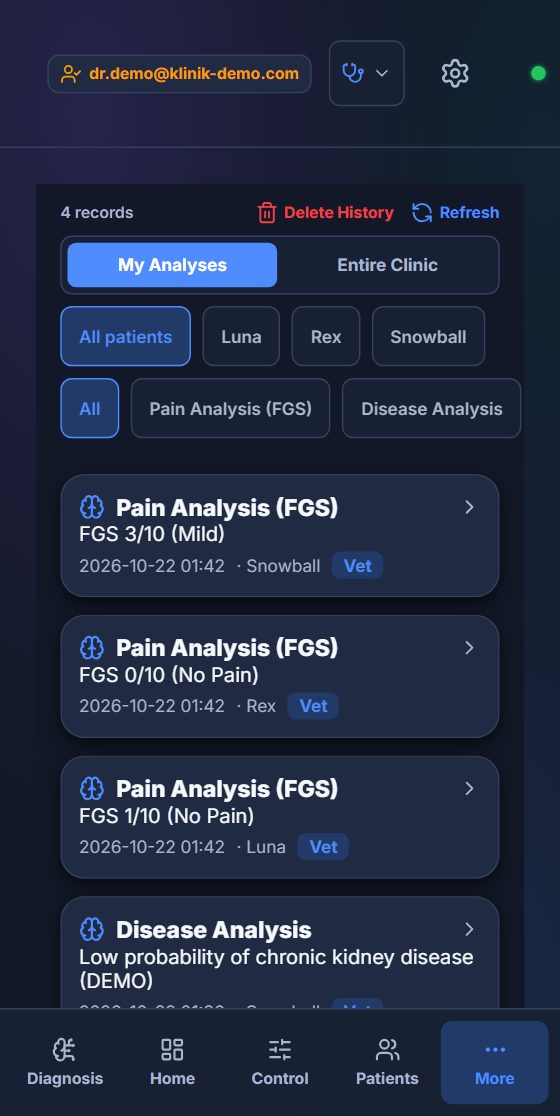 dr.demo@klinik-demo.com
4 records Delete History Refresh
My Analyses Entire Clinic
All patients Luna Rex Snowball
All Pain Analysis (FGS) Disease Analysis
Pain Analysis (FGS)
FGS 3/10 (Mild)
2026-10-22 01:42 · Snowball Vet
Pain Analysis (FGS)
FGS 0/10 (No Pain)
2026-10-22 01:42 · Rex Vet
Pain Analysis (FGS)
FGS 1/10 (No Pain)
2026-10-22 01:42 · Luna Vet
Disease Analysis
Low probability of chronic kidney disease
(DEMO)
Diagnosis Home Control Patients More